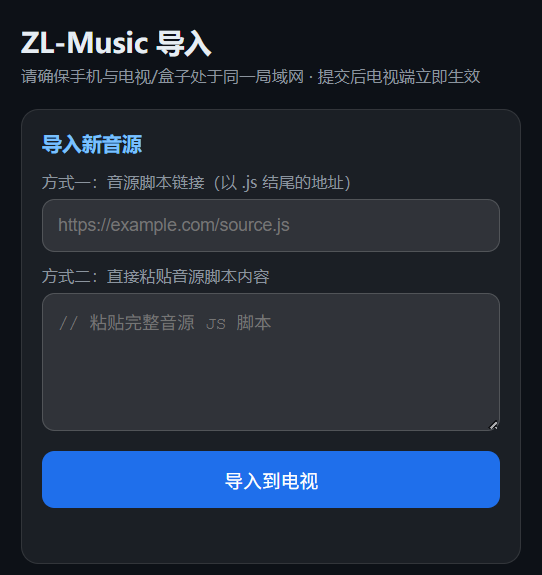 ZL-Music 导入
请确保手机与电视/盒子处于同一局域网 · 提交后电视端立即生效
导入新音源
方式一：音源脚本链接（以 .js 结尾的地址）
https://example.com/source.js
方式二：直接粘贴音源脚本内容
// 粘贴完整音源 JS 脚本
导入到电视